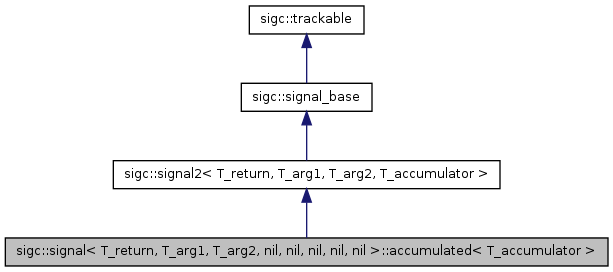 sigc::trackable
sigc::signal_base
sigc::signal2< T_return, T_arg1, T_arg2, T_accumulator >
sigc::signal< T_return, T_arg1, T_arg2, nil, nil, nil, nil, nil >::accumulated< T_accumulator >